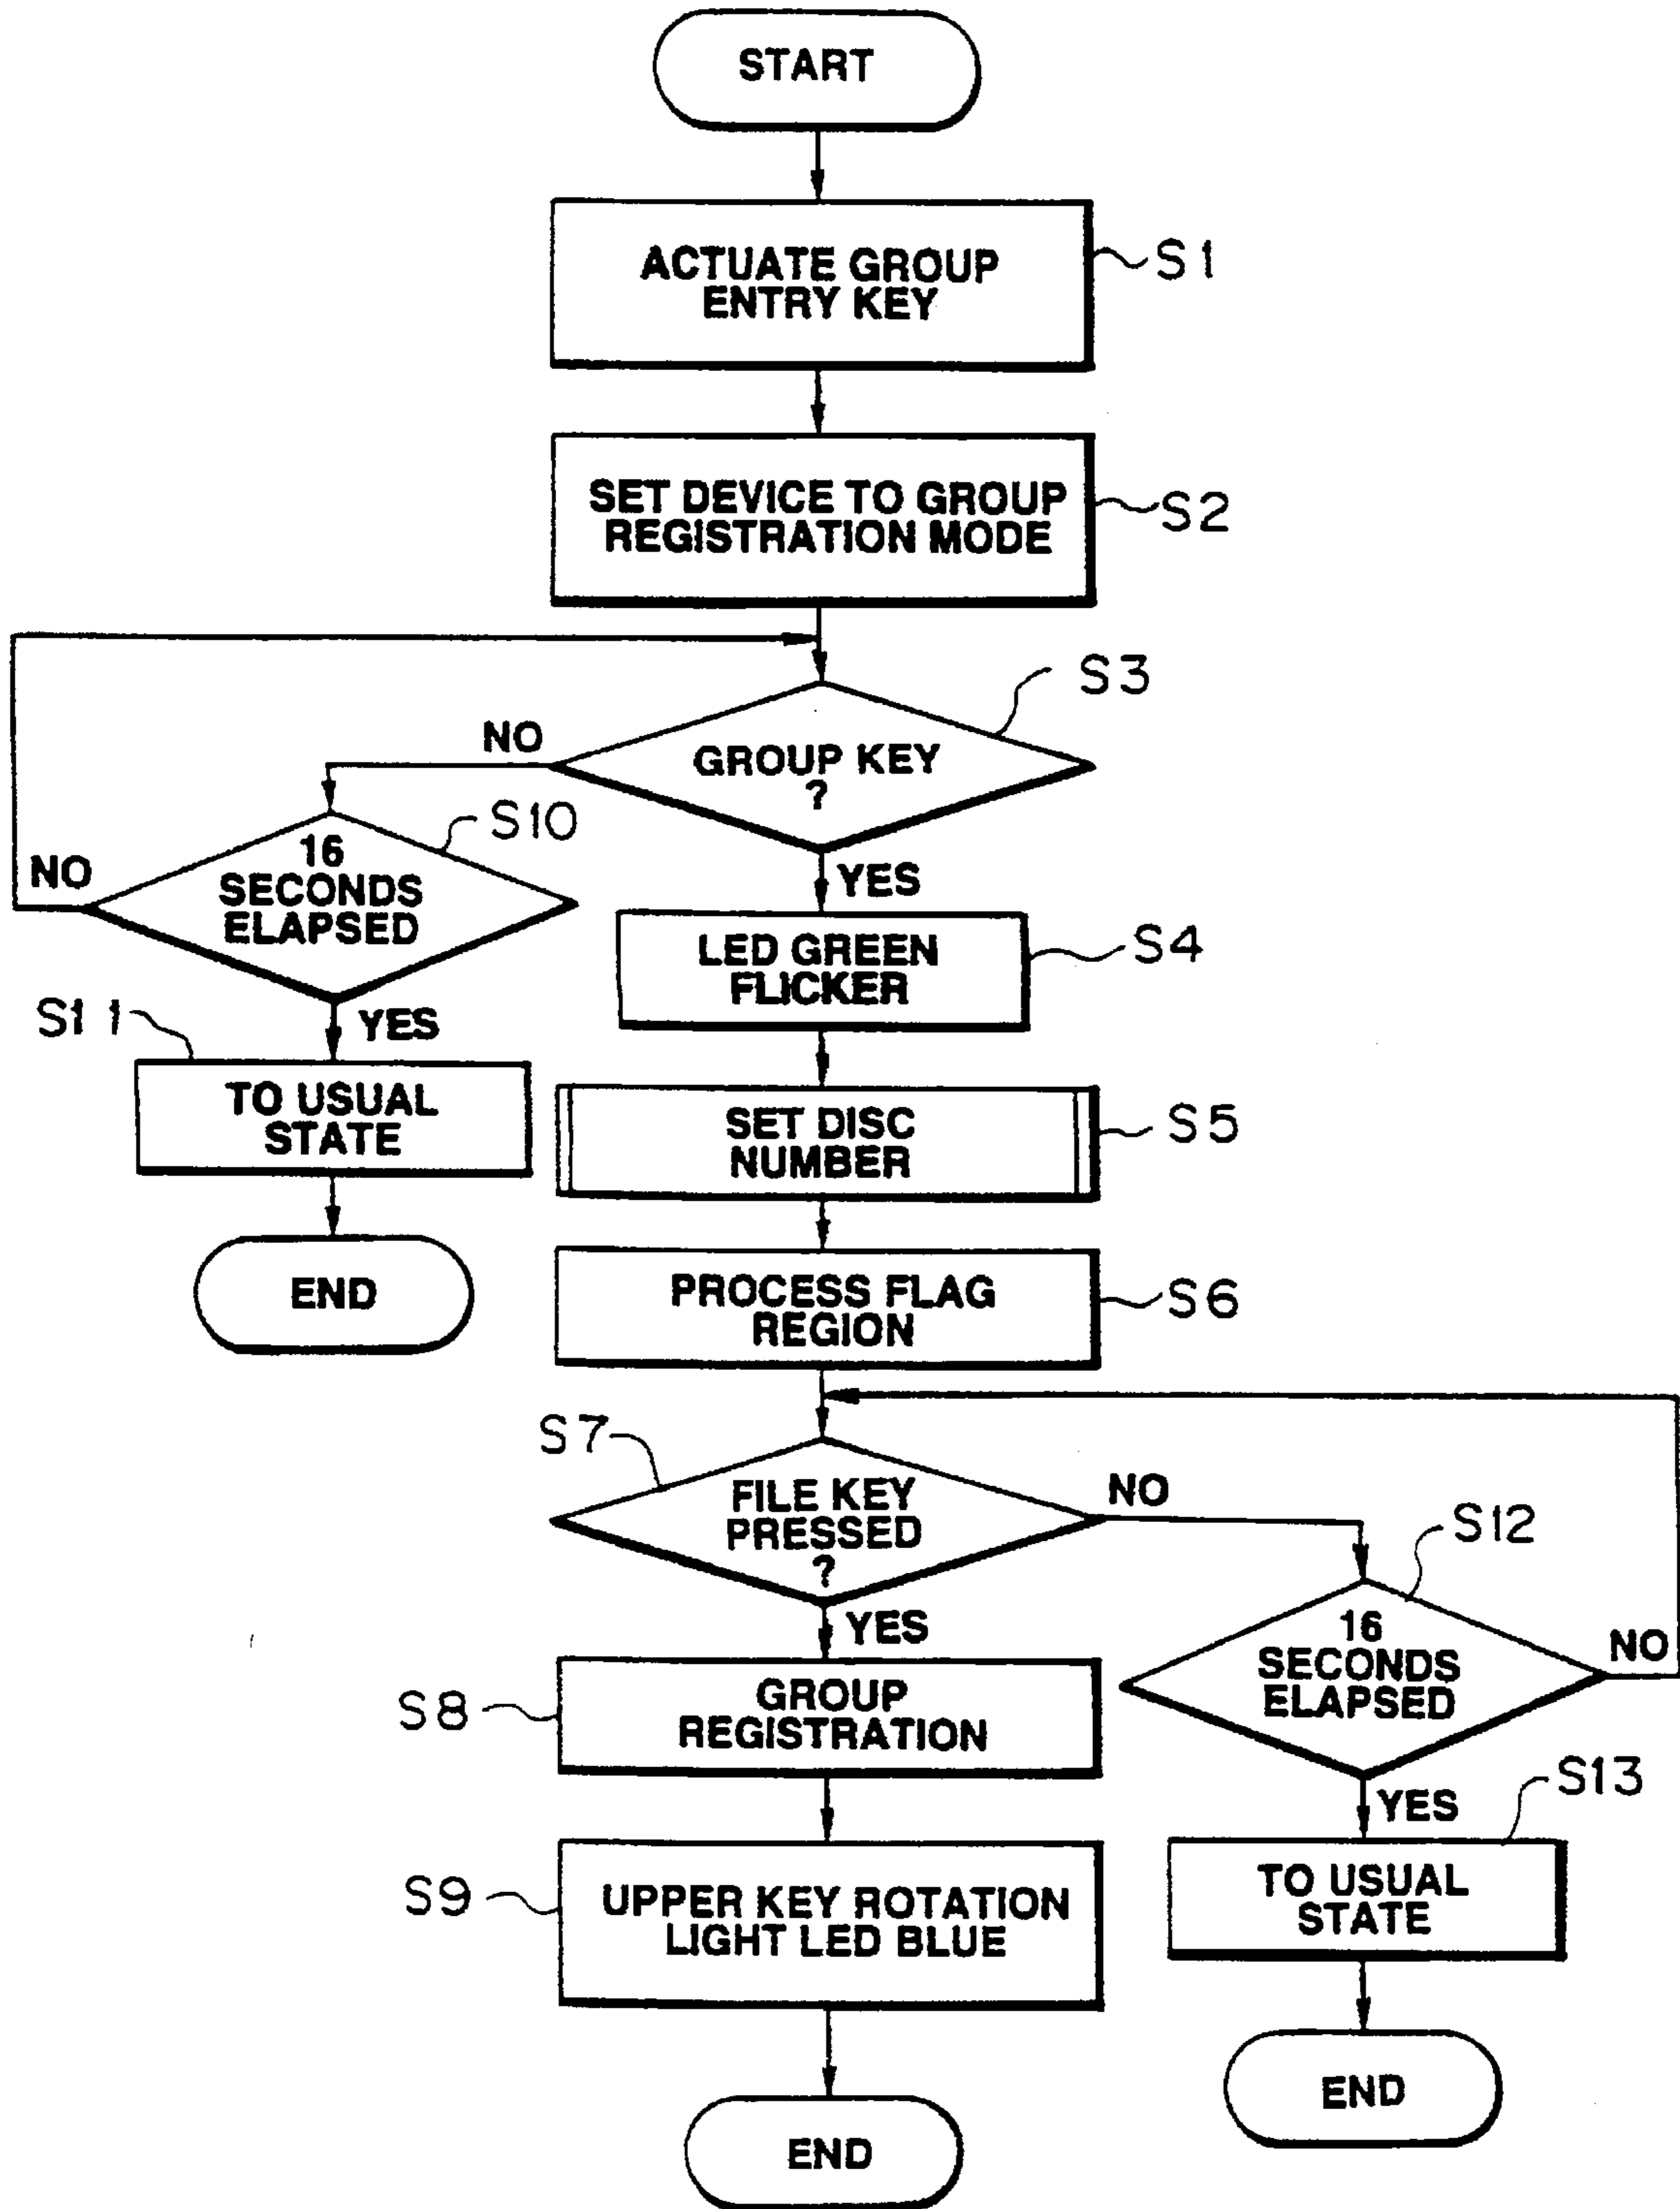 START
ACTUATE GROUP
ENTRY KEY
S1
SET DEVICE TO GROUP
REGISTRATION MODE
S2
S3
GROUP KEY
?
NO
YES
S10
16
SECONDS
ELAPSED
NO
YES
LED GREEN
FLICKER
S4
S11
TO USUAL
STATE
END
SET DISC
NUMBER
S5
PROCESS FLAG
REGION
S6
S7
FILE KEY
PRESSED
?
NO
YES
S12
16
SECONDS
ELAPSED
NO
YES
S8
GROUP
REGISTRATION
S13
TO USUAL
STATE
S9
UPPER KEY ROTATION
LIGHT LED BLUE
END
END